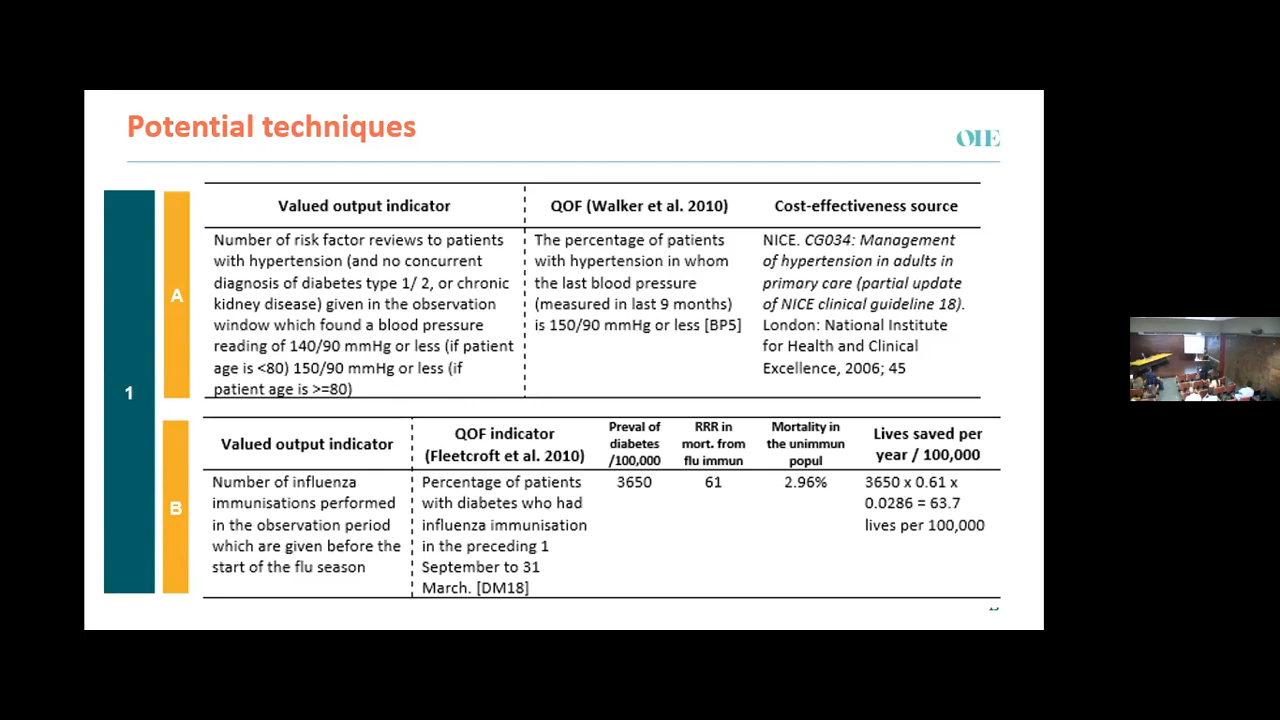 Potential techniques
OHE
1
A
Valued output indicator
QOF (Walker et al. 2010)
Cost-effectiveness source
Number of risk factor reviews to patients
with hypertension (and no concurrent
diagnosis of diabetes type 1/ 2, or chronic
kidney disease) given in the observation
window which found a blood pressure
reading of 140/90 mmHg or less (if patient
age is <80) 150/90 mmHg or less (if
patient age is >=80)
The percentage of patients
with hypertension in whom
the last blood pressure
(measured in last 9 months)
is 150/90 mmHg or less [BP5]
NICE. CG034: Management
of hypertension in adults in
primary care (partial update
of NICE clinical guideline 18).
London: National Institute
for Health and Clinical
Excellence, 2006; 45
B
Valued output indicator
QOF indicator
(Fleetcroft et al. 2010)
Preval of
diabetes
/100,000
RRR in
mort. from
flu immun
Mortality in
the unimmun
popul
Lives saved per
year / 100,000
Number of influenza
immunisations performed
in the observation period
which are given before the
start of the flu season
Percentage of patients
with diabetes who had
influenza immunisation
in the preceding 1
September to 31
March. [DM18]
3650
61
2.96%
3650 x 0.61 x
0.0286 = 63.7
lives per 100,000